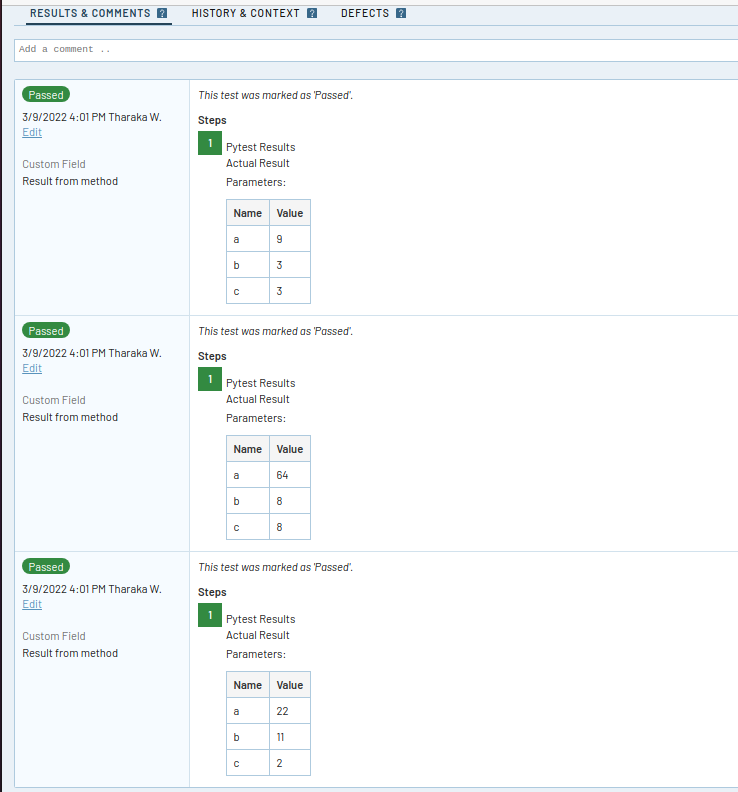 RESULTS & COMMENTS ? HISTORY & CONTEXT ? DEFECTS ?
Add a comment ..
Passed
3/9/2022 4:01 PM Tharaka W.
Edit
Custom Field
Result from method
This test was marked as 'Passed'.
Steps
1 Pytest Results
Actual Result
Parameters:
Name Value
a 9
b 3
c 3
Passed
3/9/2022 4:01 PM Tharaka W.
Edit
Custom Field
Result from method
This test was marked as 'Passed'.
Steps
1 Pytest Results
Actual Result
Parameters:
Name Value
a 64
b 8
c 8
Passed
3/9/2022 4:01 PM Tharaka W.
Edit
Custom Field
Result from method
This test was marked as 'Passed'.
Steps
1 Pytest Results
Actual Result
Parameters:
Name Value
a 22
b 11
c 2